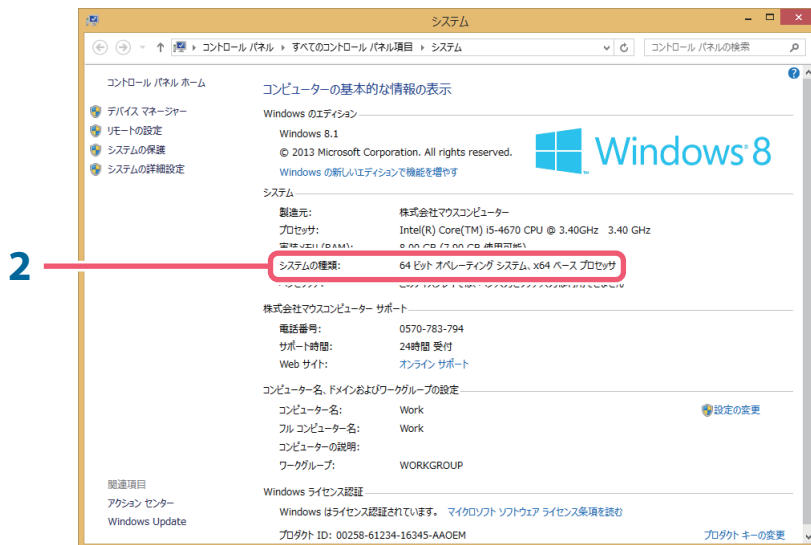 システム
コントロール パネル ▸ すべてのコントロール パネル項目 ▸ システム
コントロール パネルの検索
コントロール パネル ホーム
デバイス マネージャー
リモートの設定
システムの保護
システムの詳細設定
コンピューターの基本的な情報の表示
Windows のエディション
Windows 8.1
© 2013 Microsoft Corporation. All rights reserved.
Windows の新しいエディションで機能を増やす
Windows 8
システム
製造元: 株式会社マウスコンピューター
プロセッサ: Intel(R) Core(TM) i5-4670 CPU @ 3.40GHz 3.40 GHz
実装メモリ (RAM): 8.00 GB (7.90 GB 使用可能)
2
システムの種類: 64 ビット オペレーティング システム、x64 ベース プロセッサ
株式会社マウスコンピューター サポート
電話番号: 0570-783-794
サポート時間: 24時間 受付
Web サイト: オンライン サポート
コンピューター名、ドメインおよびワークグループの設定
コンピューター名: Work
設定の変更
フル コンピューター名: Work
コンピューターの説明:
ワークグループ: WORKGROUP
関連項目
アクション センター
Windows Update
Windows ライセンス認証
Windows はライセンス認証されています。 マイクロソフト ソフトウェア ライセンス条項を読む
プロダクト ID: 00258-61234-16345-AAOEM
プロダクト キーの変更